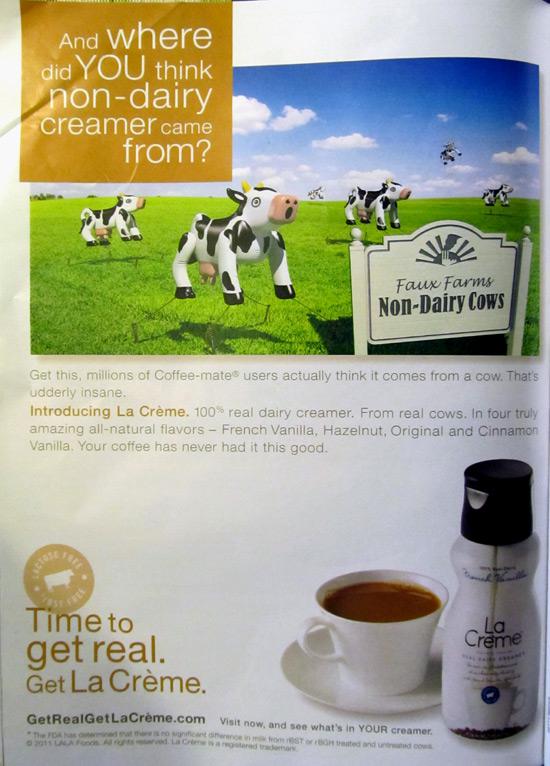 And where
did YOU think
non-dairy
creamer came
from?
Faux Farms
Non-Dairy Cows
Get this, millions of Coffee-mate® users actually think it comes from a cow. That's
udderly insane.
Introducing La Crème. 100% real dairy creamer. From real cows. In four truly
amazing all-natural flavors – French Vanilla, Hazelnut, Original and Cinnamon
Vanilla. Your coffee has never had it this good.
LACTOSE FREE
Time to
get real.
Get La Crème.
French Vanilla
La
Crème
REAL DAIRY CREAMER
GetRealGetLaCrème.com Visit now, and see what's in YOUR creamer.
* The FDA has determined that there is no significant difference in milk from rBST or rBGH treated and untreated cows.
© 2011 LALA Foods. All rights reserved. La Crème is a registered trademark.